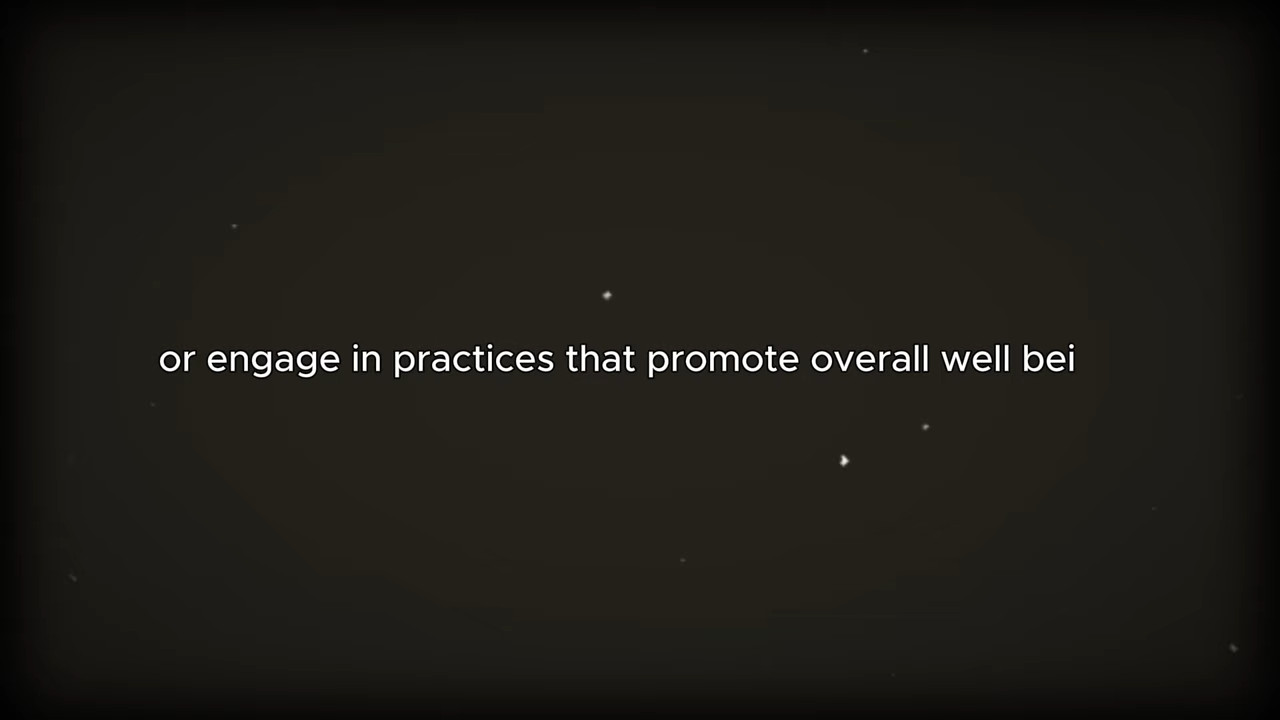 or engage in practices that promote overall well bei